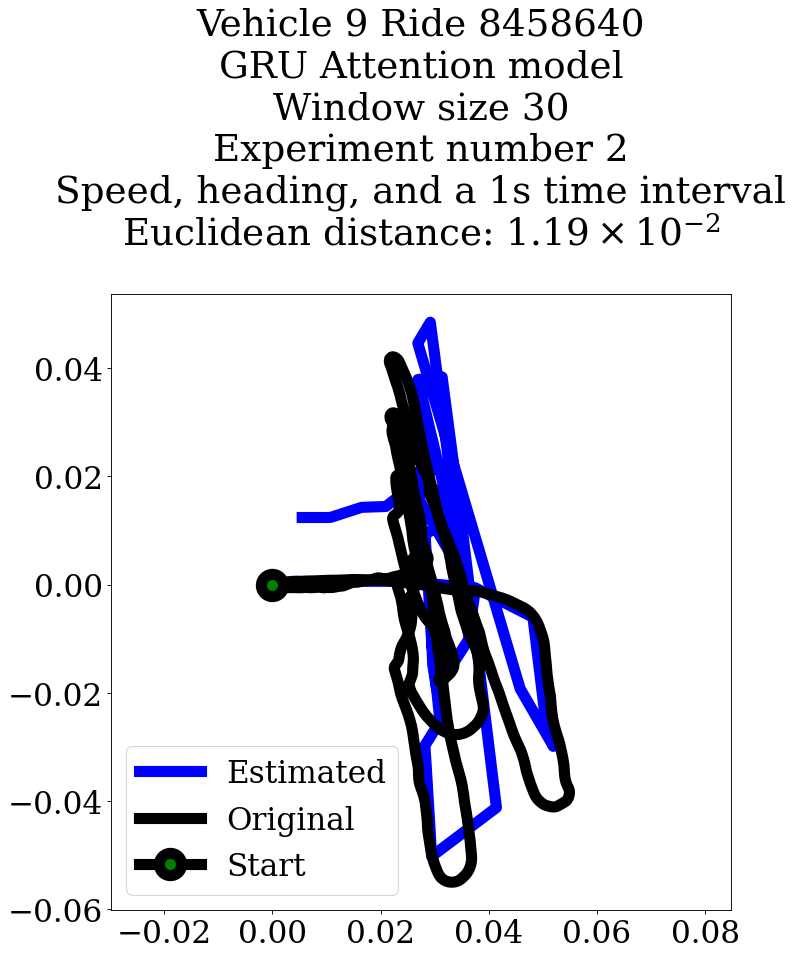 Vehicle 9 Ride 8458640
GRU Attention model
Window size 30
Experiment number 2
Speed, heading, and a 1s time interval
Euclidean distance: 1.19 × 10⁻²
0.04
0.02
0.00
−0.02
−0.04
−0.06
Estimated
Original
Start
−0.02 0.00 0.02 0.04 0.06 0.08